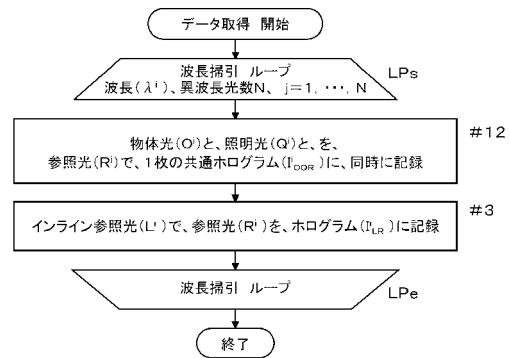 データ取得 開始
波長掃引 ループ
LPs
波長(λʲ)、異波長光数N、 j=1, ···, N
#12
物体光(Oʲ)と、照明光(Qʲ)と、を、
参照光(Rʲ)で、1枚の共通ホログラム(Iʲ_OQR)に、同時に記録
#3
インライン参照光(Lʲ)で、参照光(Rʲ)を、ホログラム(Iʲ_LR)に記録
波長掃引 ループ
LPe
終了